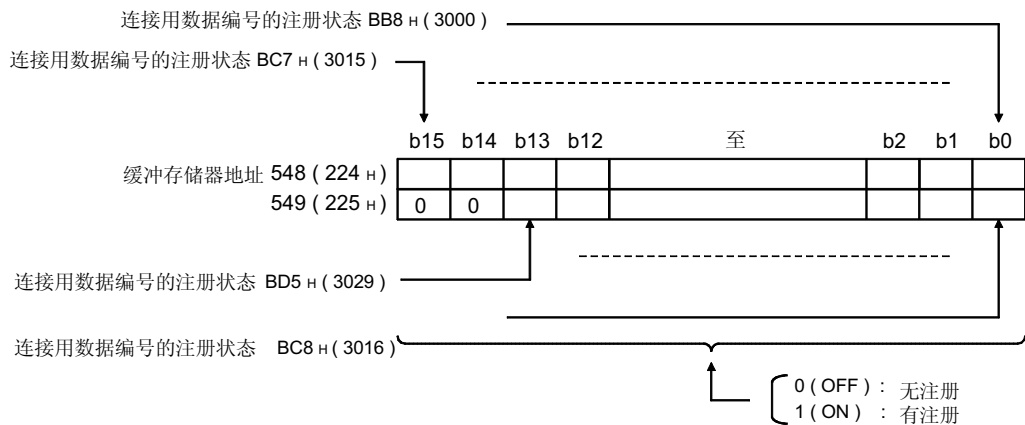 连接用数据编号的注册状态 BB8 H ( 3000 )
连接用数据编号的注册状态 BC7 H ( 3015 )
b15 b14 b13 b12 至 b2 b1 b0
缓冲存储器地址 548 ( 224 H )
549 ( 225 H ) 0 0
连接用数据编号的注册状态 BD5 H ( 3029 )
连接用数据编号的注册状态 BC8 H ( 3016 )
0 ( OFF ) : 无注册
1 ( ON ) : 有注册